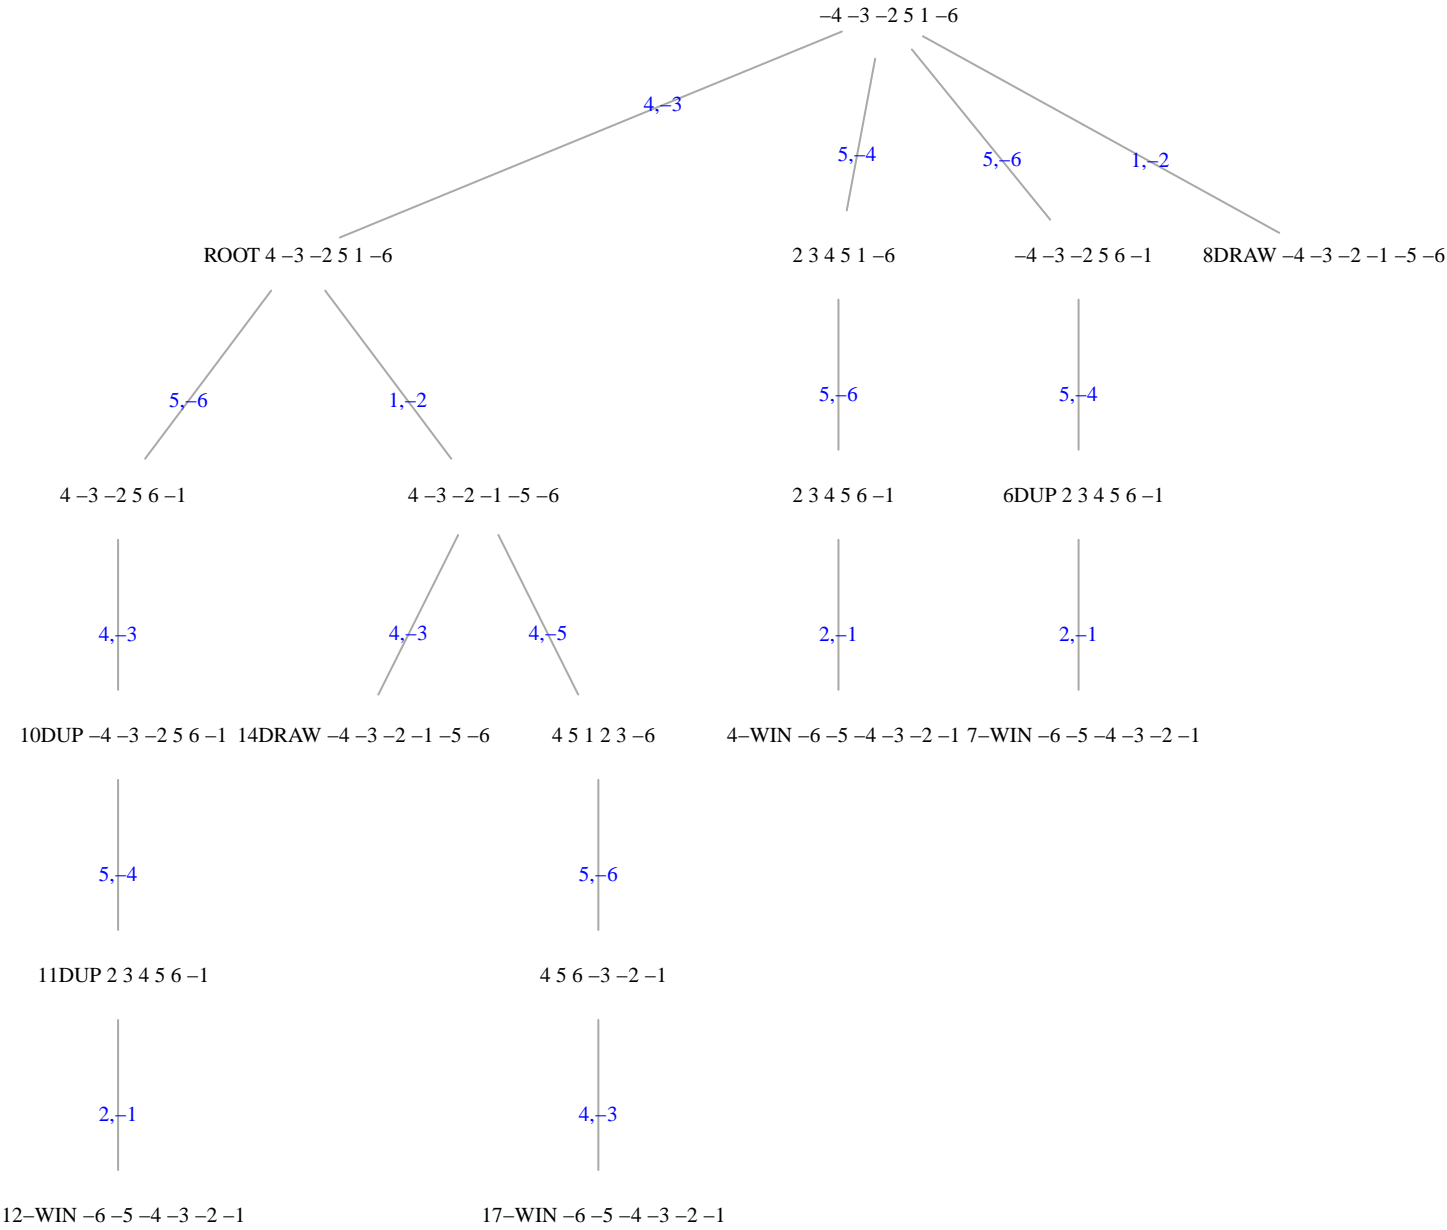 −4 −3 −2 5 1 −6
4,−3
5,−4
5,−6
1,−2
ROOT 4 −3 −2 5 1 −6
2 3 4 5 1 −6
−4 −3 −2 5 6 −1
8DRAW −4 −3 −2 −1 −5 −6
5,−6
1,−2
5,−6
5,−4
4 −3 −2 5 6 −1
4 −3 −2 −1 −5 −6
2 3 4 5 6 −1
6DUP 2 3 4 5 6 −1
4,−3
4,−3
4,−5
2,−1
2,−1
10DUP −4 −3 −2 5 6 −1
14DRAW −4 −3 −2 −1 −5 −6
4 5 1 2 3 −6
4−WIN −6 −5 −4 −3 −2 −1
7−WIN −6 −5 −4 −3 −2 −1
5,−4
5,−6
11DUP 2 3 4 5 6 −1
4 5 6 −3 −2 −1
2,−1
4,−3
12−WIN −6 −5 −4 −3 −2 −1
17−WIN −6 −5 −4 −3 −2 −1